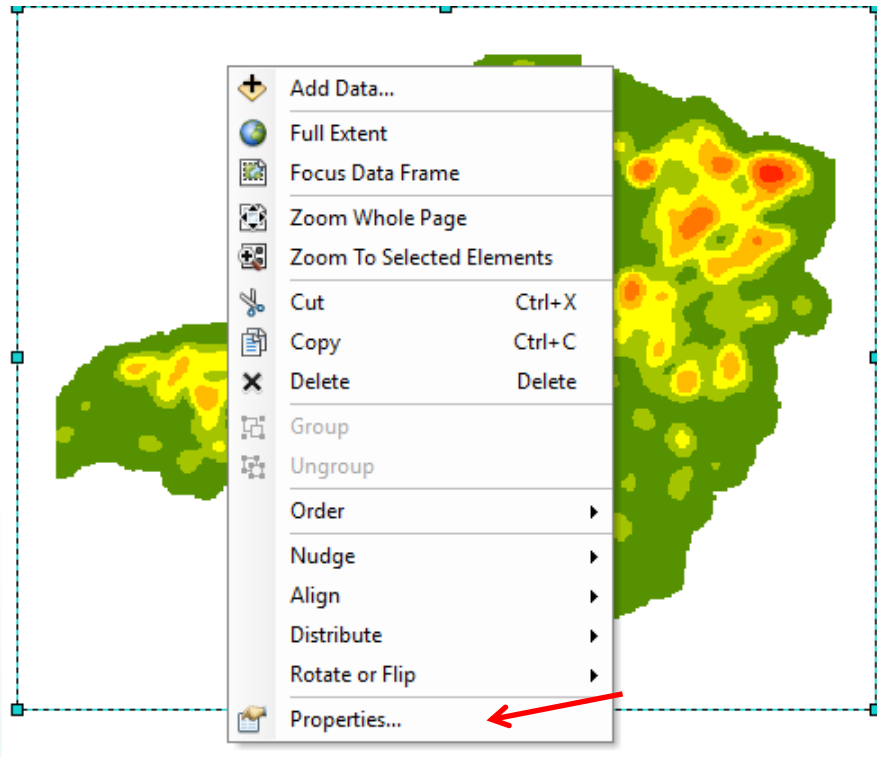 Add Data...
Full Extent
Focus Data Frame
Zoom Whole Page
Zoom To Selected Elements
Cut Ctrl+X
Copy Ctrl+C
Delete Delete
Group
Ungroup
Order
Nudge
Align
Distribute
Rotate or Flip
Properties...